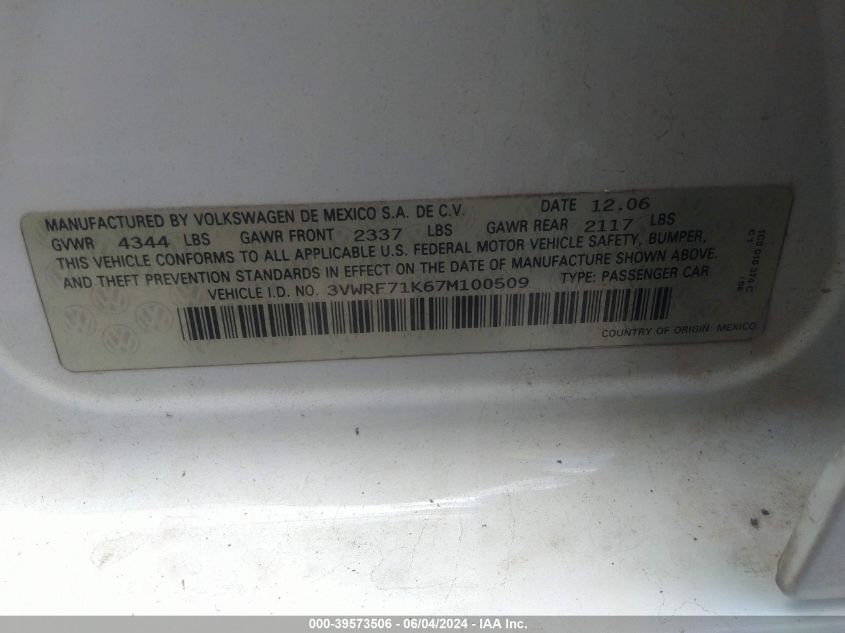 MANUFACTURED BY VOLKSWAGEN DE MEXICO S.A. DE C.V. DATE 12.06
GVWR 4344 LBS GAWR FRONT 2337 LBS GAWR REAR 2117 LBS
THIS VEHICLE CONFORMS TO ALL APPLICABLE U.S. FEDERAL MOTOR VEHICLE SAFETY, BUMPER,
AND THEFT PREVENTION STANDARDS IN EFFECT ON THE DATE OF MANUFACTURE SHOWN ABOVE.
VEHICLE I.D. NO. 3VWRF71K67M100509 TYPE: PASSENGER CAR
COUNTRY OF ORIGIN: MEXICO
1C0 010 374 C
000-39573506 - 06/04/2024 - IAA Inc.